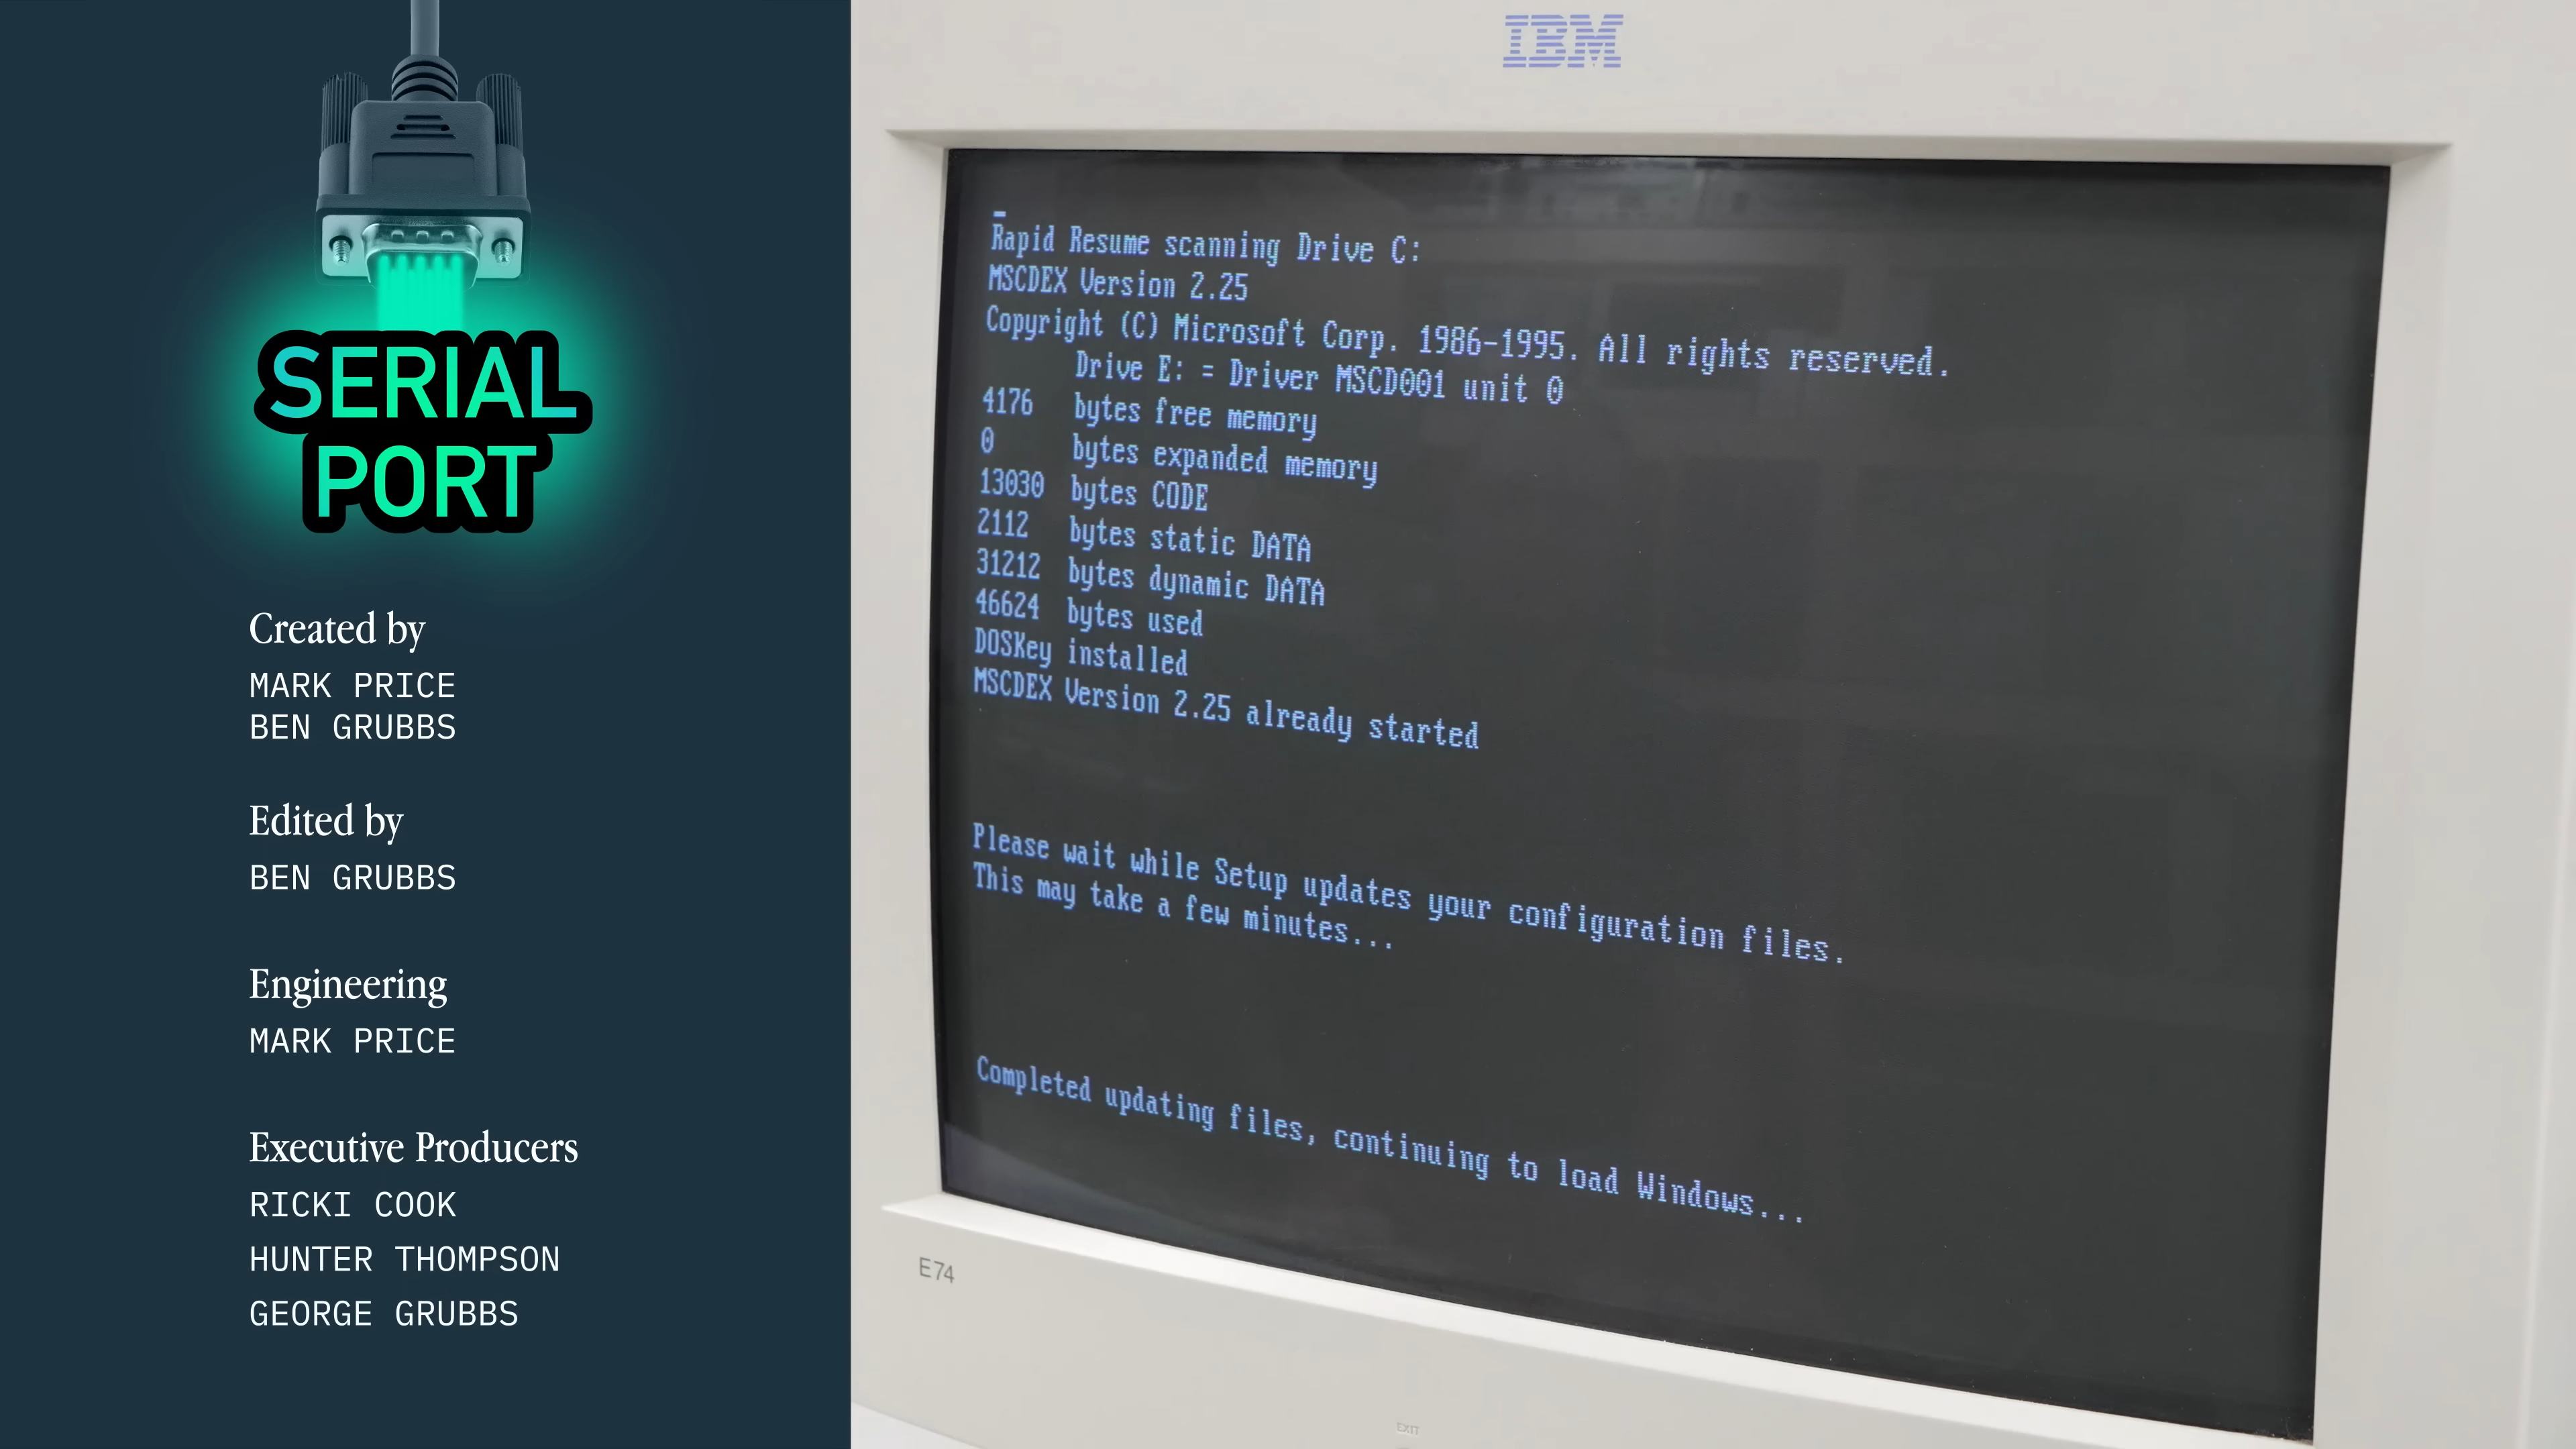 SERIAL
PORT
Created by
MARK PRICE
BEN GRUBBS
Edited by
BEN GRUBBS
Engineering
MARK PRICE
Executive Producers
RICKI COOK
HUNTER THOMPSON
GEORGE GRUBBS
IBM
Rapid Resume scanning Drive C:
MSCDEX Version 2.25
Copyright (C) Microsoft Corp. 1986-1995. All rights reserved.
Drive E: = Driver MSCD001 unit 0
4176 bytes free memory
0 bytes expanded memory
13030 bytes CODE
2112 bytes static DATA
31212 bytes dynamic DATA
46624 bytes used
DOSKey installed
MSCDEX Version 2.25 already started
Please wait while Setup updates your configuration files.
This may take a few minutes...
Completed updating files, continuing to load Windows...
E74
EXIT